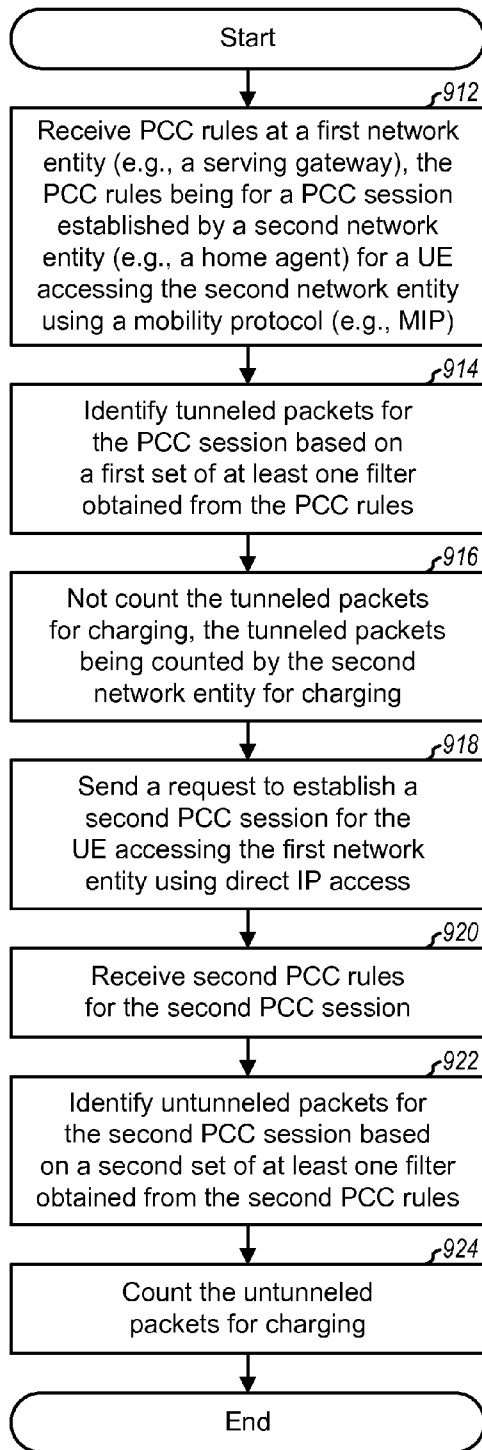 Start
912
Receive PCC rules at a first network
entity (e.g., a serving gateway), the
PCC rules being for a PCC session
established by a second network
entity (e.g., a home agent) for a UE
accessing the second network entity
using a mobility protocol (e.g., MIP)
914
Identify tunneled packets for
the PCC session based on
a first set of at least one filter
obtained from the PCC rules
916
Not count the tunneled packets
for charging, the tunneled packets
being counted by the second
network entity for charging
918
Send a request to establish a
second PCC session for the
UE accessing the first network
entity using direct IP access
920
Receive second PCC rules
for the second PCC session
922
Identify untunneled packets for
the second PCC session based
on a second set of at least one filter
obtained from the second PCC rules
924
Count the untunneled
packets for charging
End